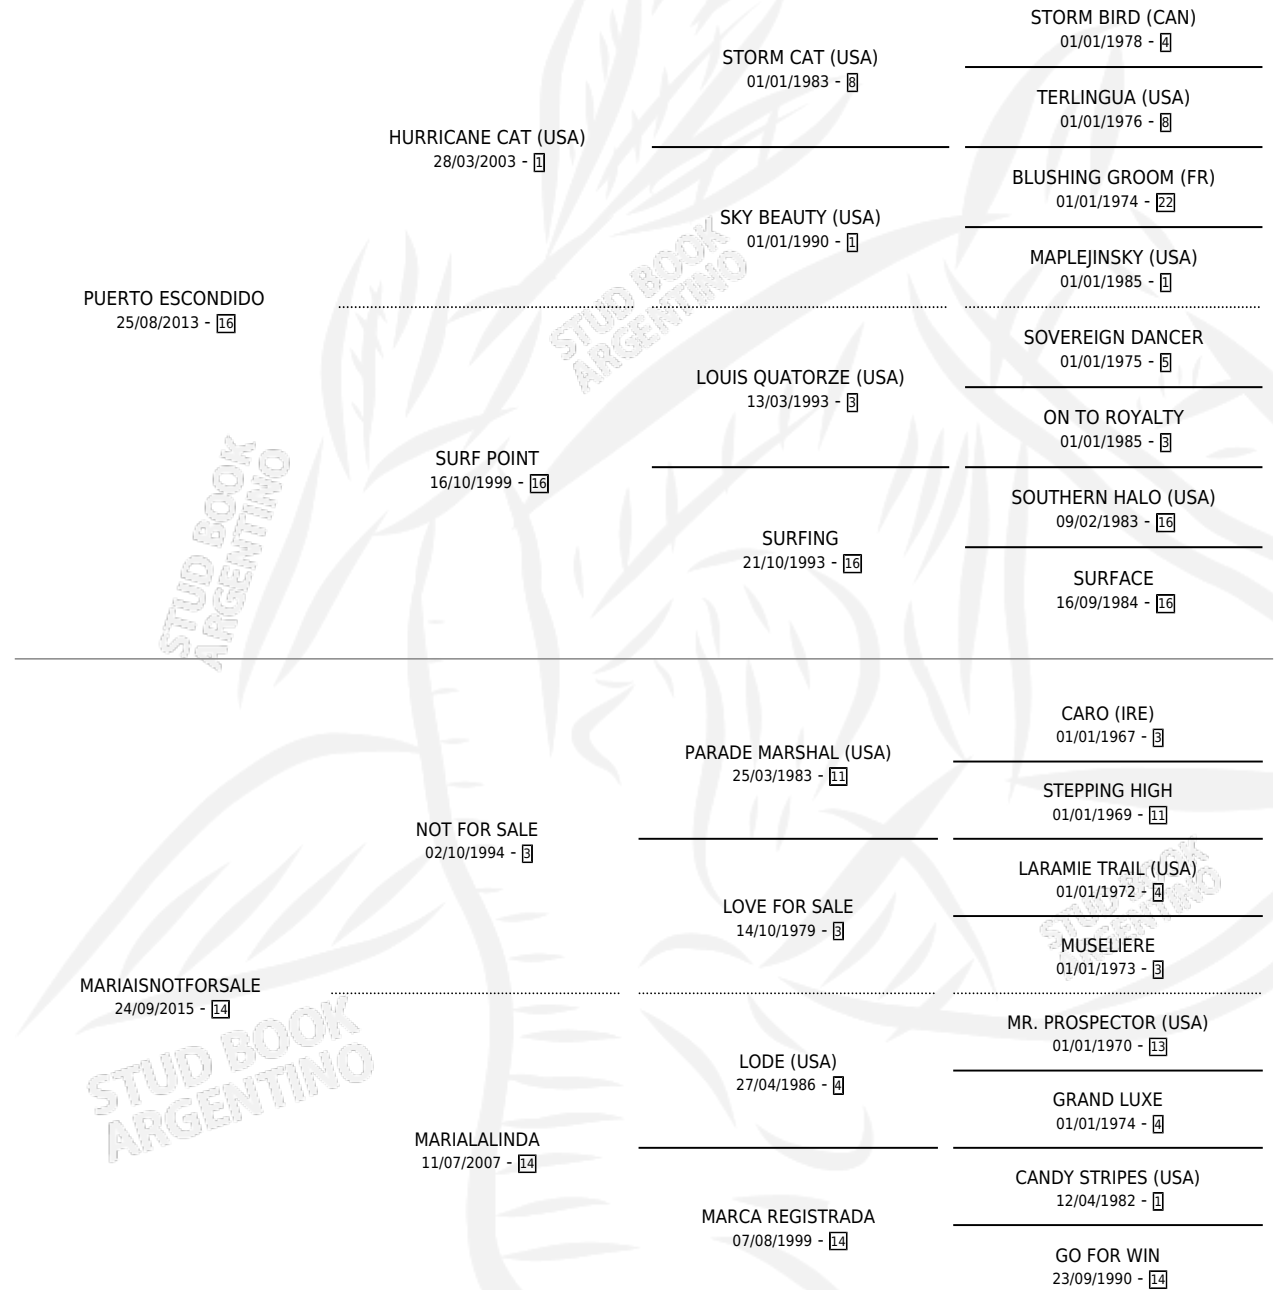 STORM BIRD (CAN)
01/01/1978 - 4
STORM CAT (USA)
01/01/1983 - 8
TERLINGUA (USA)
01/01/1976 - 8
HURRICANE CAT (USA)
28/03/2003 - 1
BLUSHING GROOM (FR)
01/01/1974 - 22
SKY BEAUTY (USA)
01/01/1990 - 1
MAPLEJINSKY (USA)
01/01/1985 - 1
PUERTO ESCONDIDO
25/08/2013 - 16
STUD BOOK
ARGENTINO
SOVEREIGN DANCER
01/01/1975 - 5
LOUIS QUATORZE (USA)
13/03/1993 - 3
ON TO ROYALTY
01/01/1985 - 3
SURF POINT
16/10/1999 - 16
SOUTHERN HALO (USA)
09/02/1983 - 16
SURFING
21/10/1993 - 16
SURFACE
16/09/1984 - 16
STUD BOOK
ARGENTINO
CARO (IRE)
01/01/1967 - 3
PARADE MARSHAL (USA)
25/03/1983 - 11
STEPPING HIGH
01/01/1969 - 11
NOT FOR SALE
02/10/1994 - 3
LARAMIE TRAIL (USA)
01/01/1972 - 4
LOVE FOR SALE
14/10/1979 - 3
STUD BOOK
ARGENTINO
MUSELIERE
01/01/1973 - 3
MARIAISNOTFORSALE
24/09/2015 - 14
STUD BOOK
ARGENTINO
MR. PROSPECTOR (USA)
01/01/1970 - 13
LODE (USA)
27/04/1986 - 4
GRAND LUXE
01/01/1974 - 4
MARIALALINDA
11/07/2007 - 14
CANDY STRIPES (USA)
12/04/1982 - 1
MARCA REGISTRADA
07/08/1999 - 14
GO FOR WIN
23/09/1990 - 14